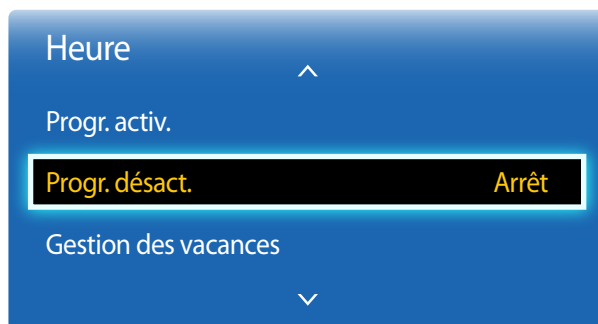 Heure
Progr. activ.
Progr. désact. Arrêt
Gestion des vacances